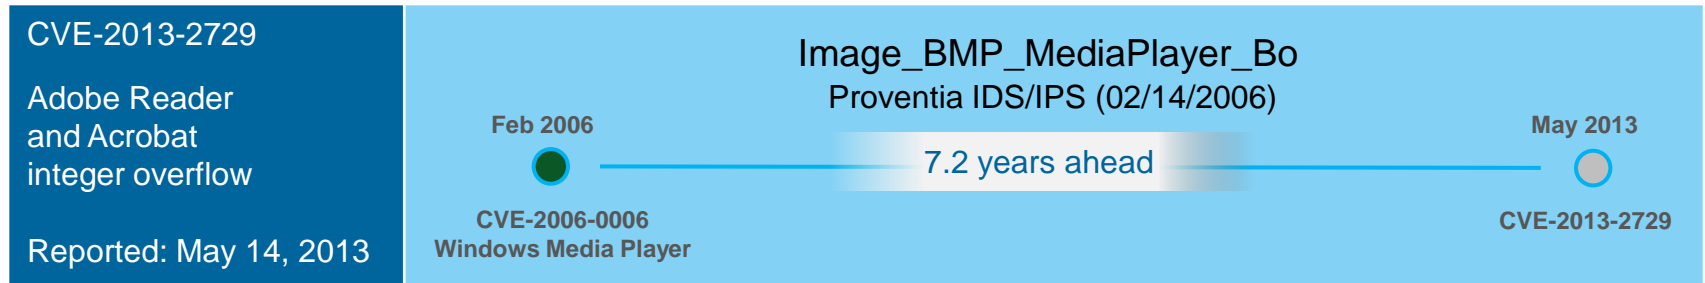 CVE-2013-2729
Adobe Reader
and Acrobat
integer overflow
Reported: May 14, 2013
Image_BMP_MediaPlayer_Bo
Proventia IDS/IPS (02/14/2006)
Feb 2006
May 2013
7.2 years ahead
CVE-2006-0006
Windows Media Player
CVE-2013-2729